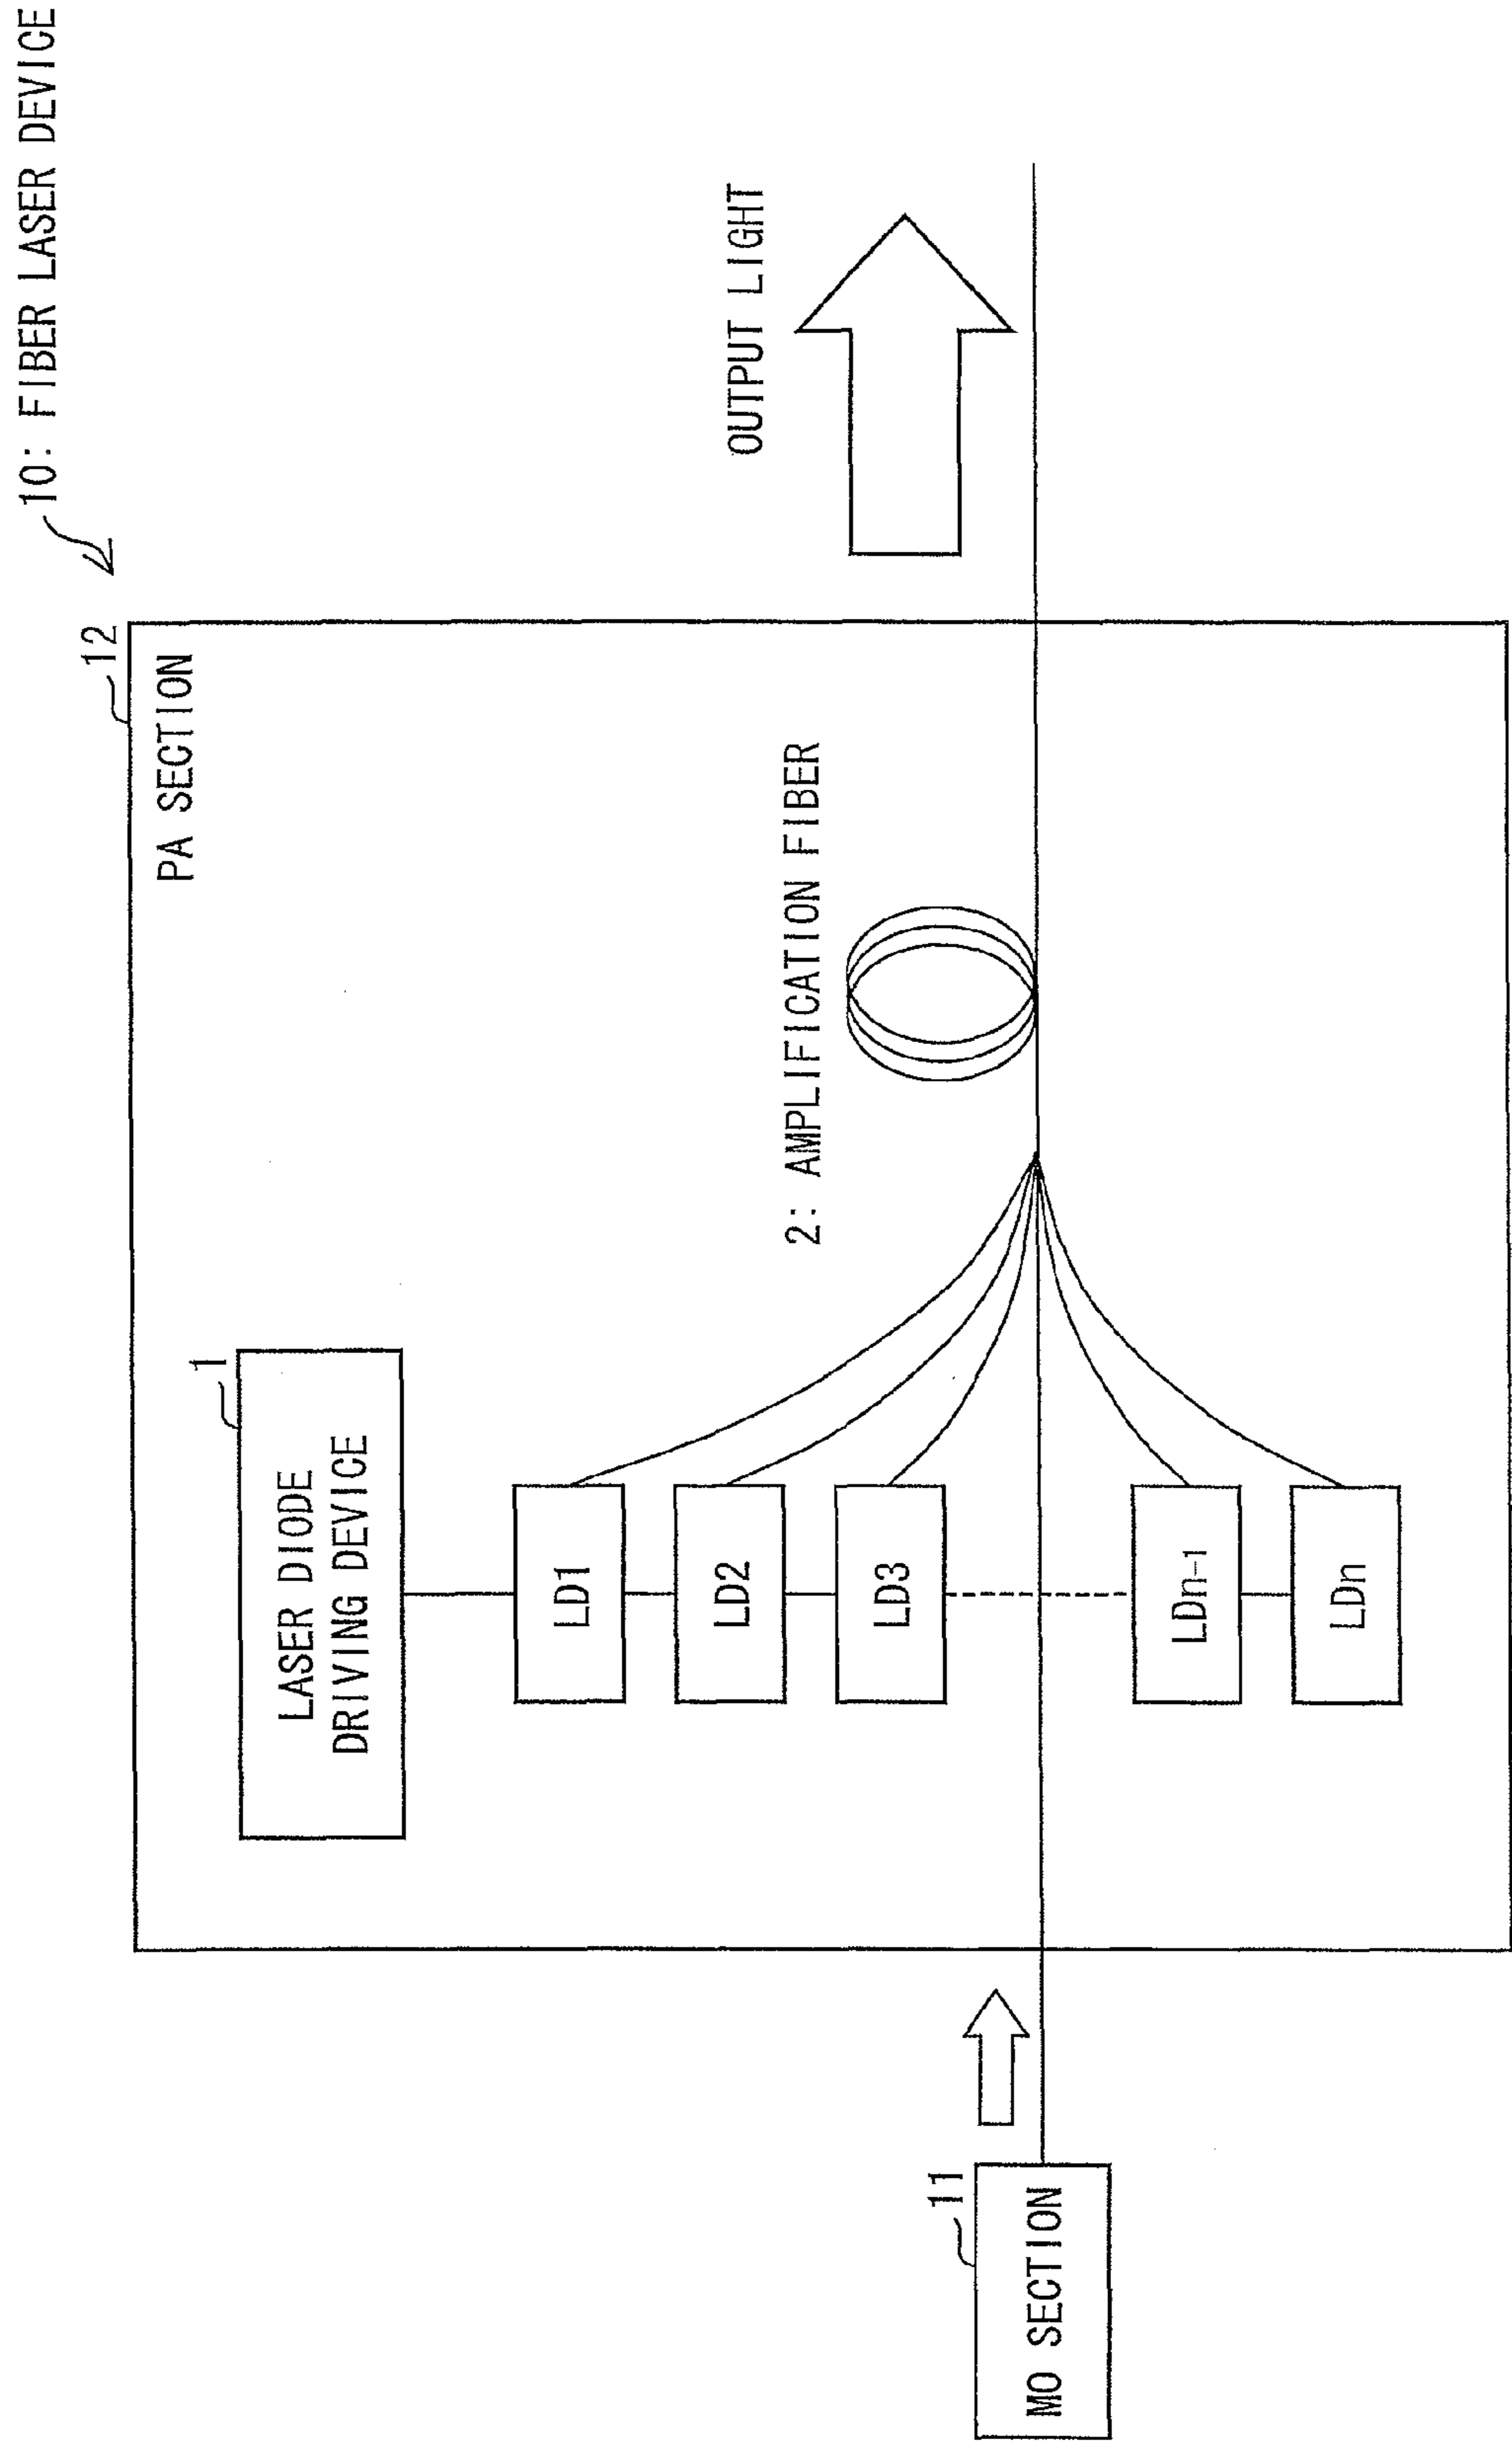 10: FIBER LASER DEVICE
12
PA SECTION
1
LASER DIODE
DRIVING DEVICE
LD1
LD2
LD3
LDn-1
LDn
2: AMPLIFICATION FIBER
OUTPUT LIGHT
11
MO SECTION